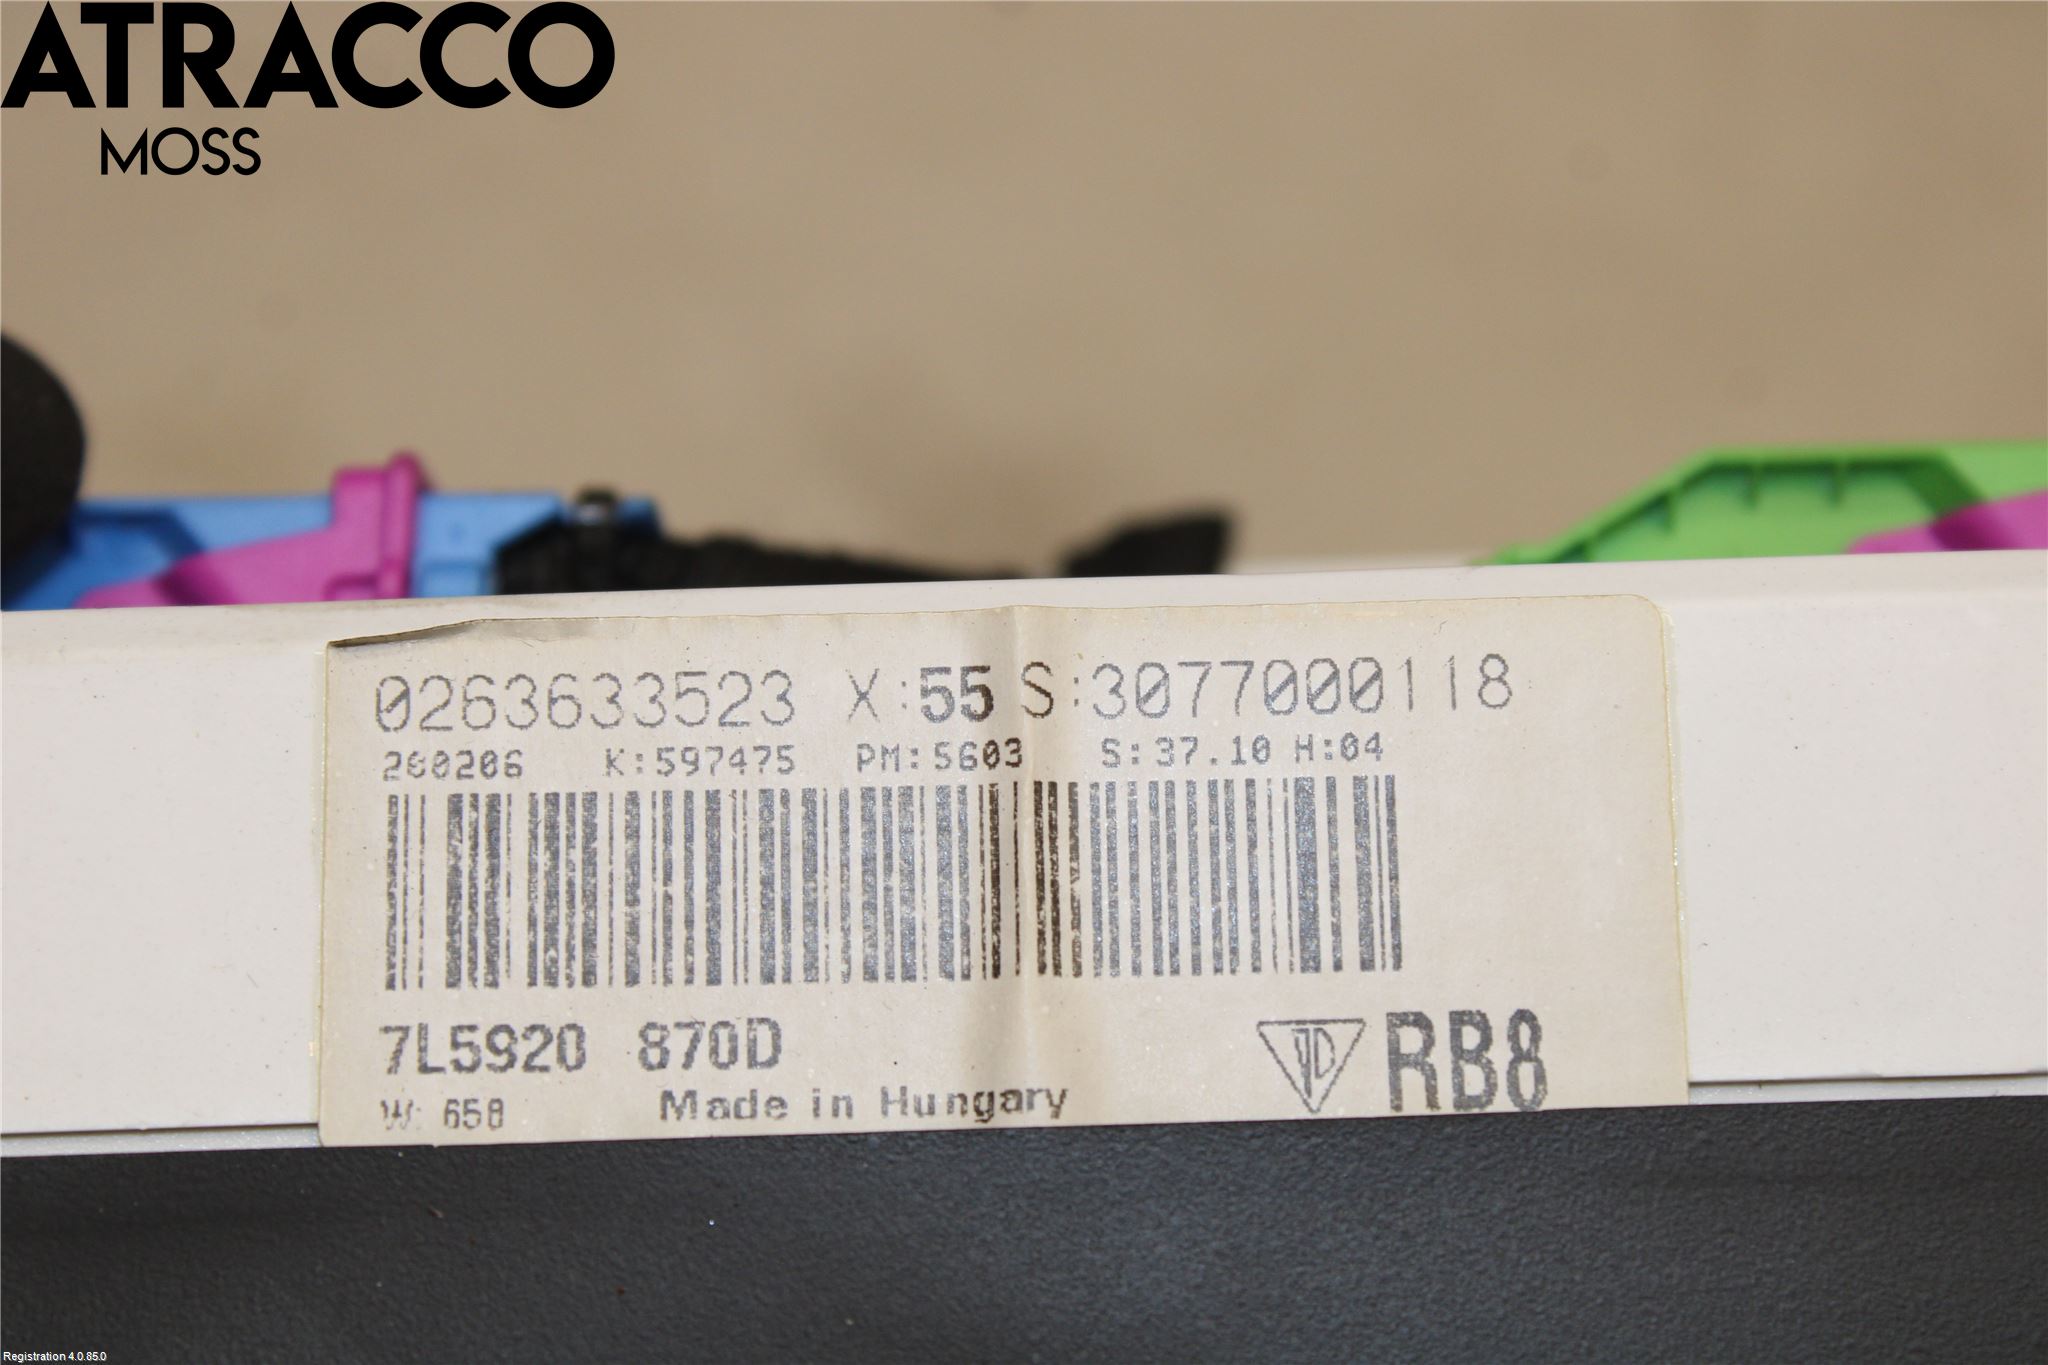 ATRACCO
MOSS
0263633523 X:55 S:3077000118
280206 K:597475 PM:5603 S:37.10 H:04
7L5920 870D
RB8
W: 658 Made in Hungary
Registration 4.0.85.0